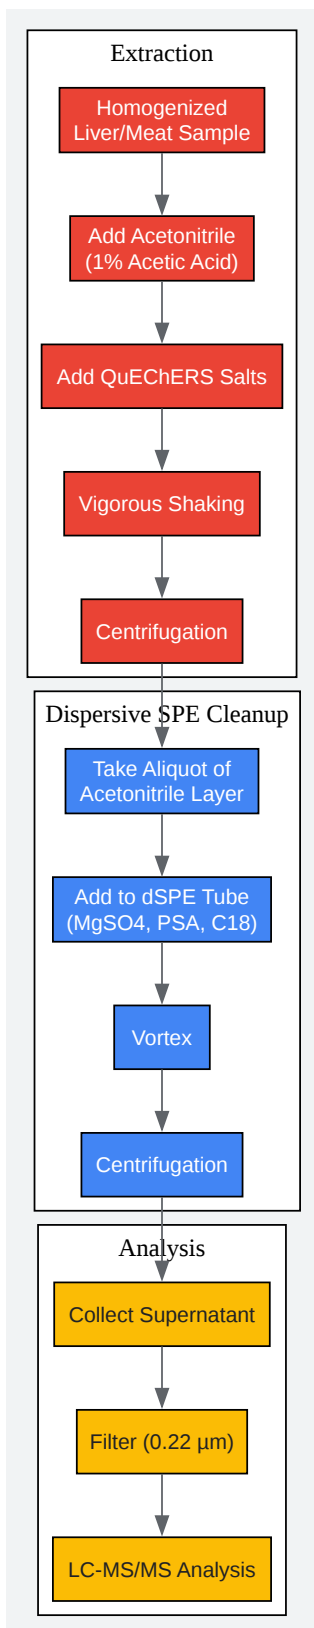 Extraction
Homogenized
Liver/Meat Sample
Add Acetonitrile
(1% Acetic Acid)
Add QuEChERS Salts
Vigorous Shaking
Centrifugation
Dispersive SPE Cleanup
Take Aliquot of
Acetonitrile Layer
Add to dSPE Tube
(MgSO4, PSA, C18)
Vortex
Centrifugation
Analysis
Collect Supernatant
Filter (0.22 µm)
LC-MS/MS Analysis